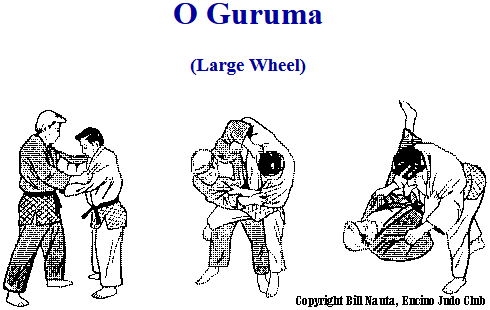 O Guruma
(Large Wheel)
Copyright Bill Nauta, Encino Judo Club